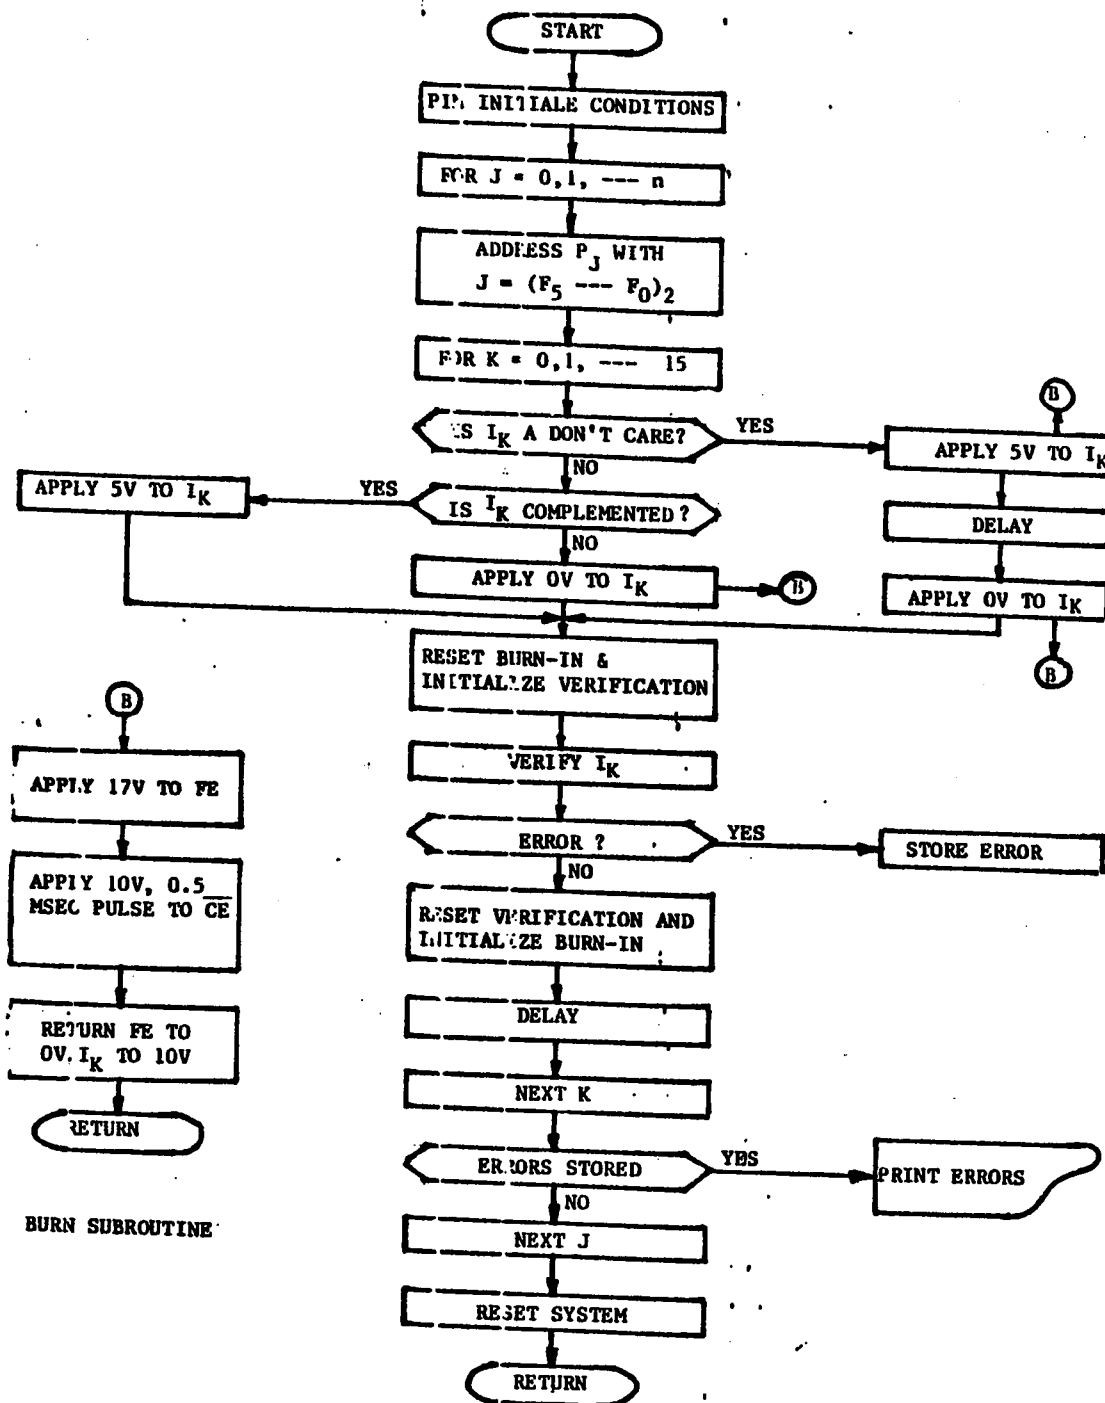 START
PIN INITIALE CONDITIONS
FOR J = 0,1, --- n
ADDRESS P_J WITH
J = (F_5 --- F_0)_2
FOR K = 0,1, --- 15
IS I_K A DON'T CARE?
YES
B
APPLY 5V TO I_K
NO
DELAY
APPLY 0V TO I_K
B
IS I_K COMPLEMENTED?
YES
APPLY 5V TO I_K
NO
APPLY 0V TO I_K
B
RESET BURN-IN &
INITIALIZE VERIFICATION
VERIFY I_K
ERROR ?
YES
STORE ERROR
NO
RESET VERIFICATION AND
INITIALIZE BURN-IN
DELAY
NEXT K
ERRORS STORED
YES
PRINT ERRORS
NO
NEXT J
RESET SYSTEM
RETURN
B
APPLY 17V TO FE
APPLY 10V, 0.5
MSEC PULSE TO C̅E̅
RETURN FE TO
0V, I_K TO 10V
RETURN
BURN SUBROUTINE